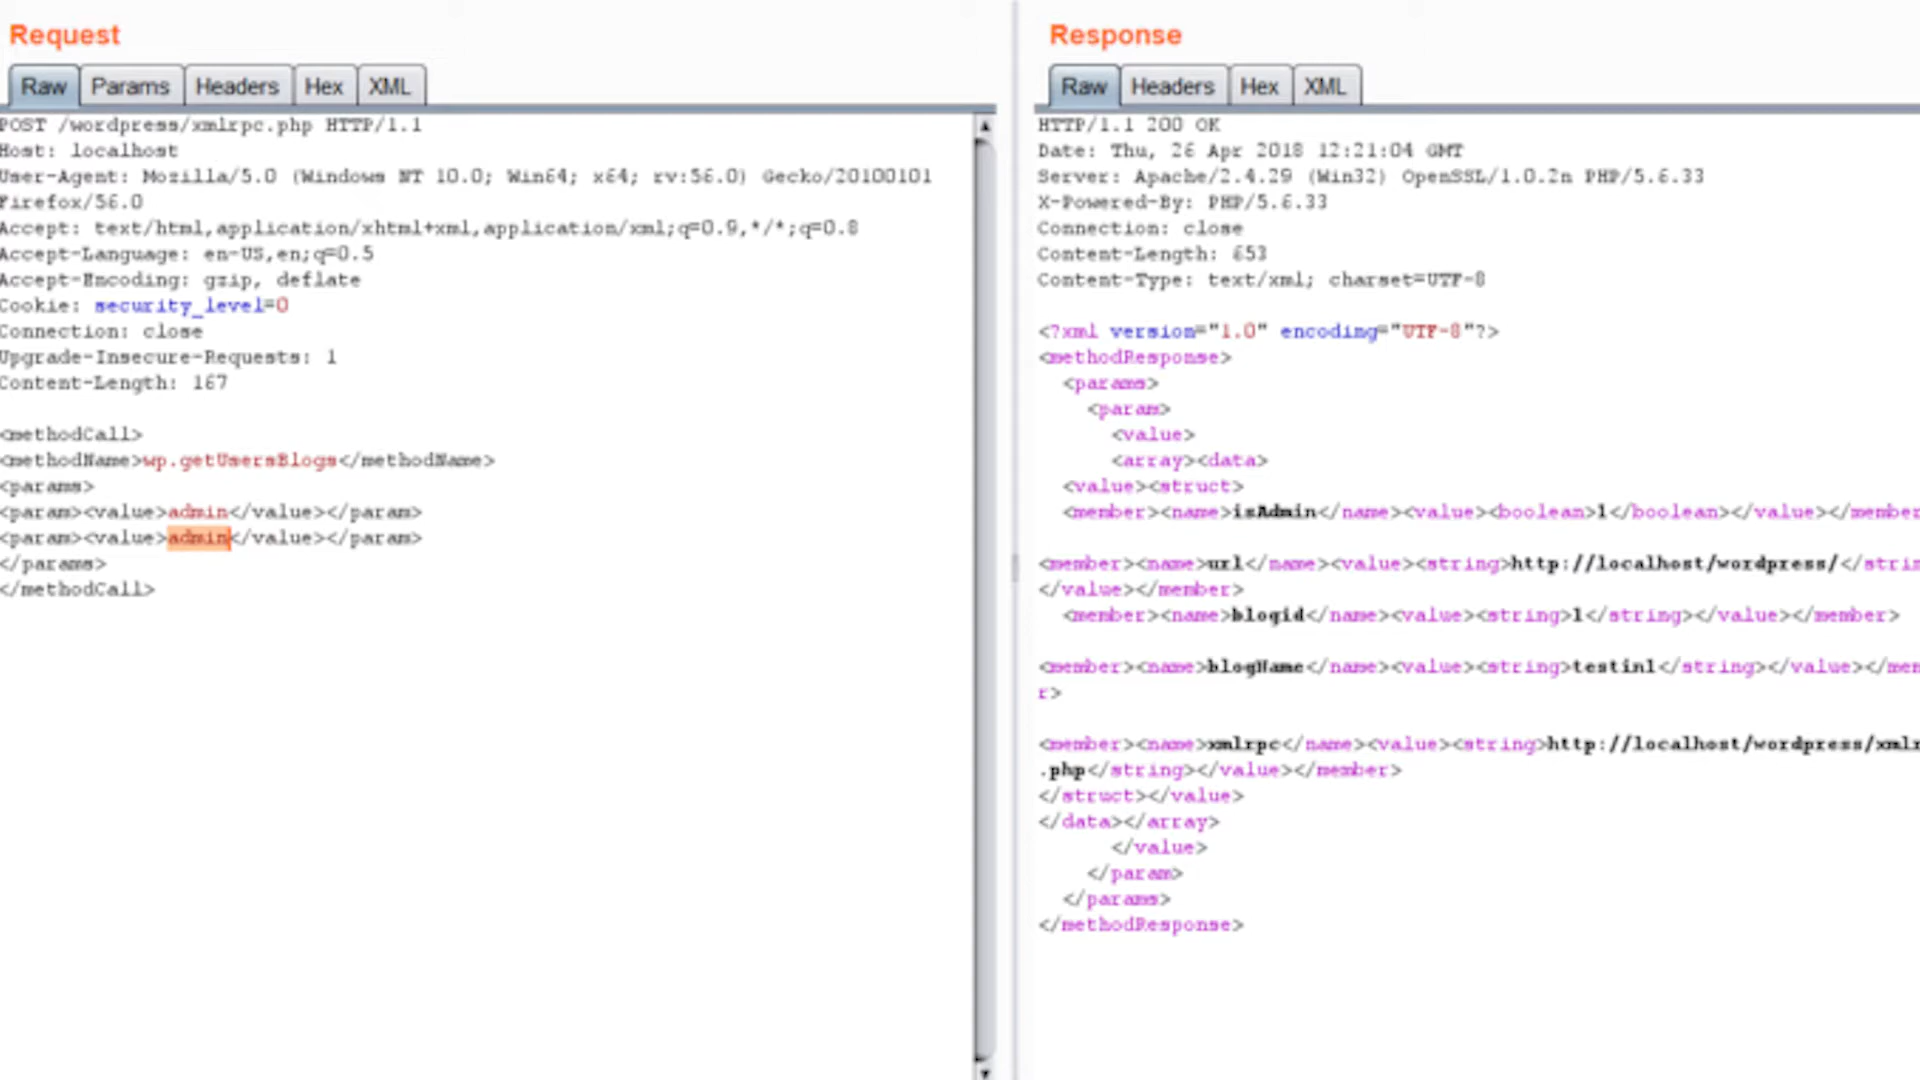 Request
Raw Params Headers Hex XML
POST /wordpress/xmlrpc.php HTTP/1.1
Host: localhost
User-Agent: Mozilla/5.0 (Windows NT 10.0; Win64; x64; rv:56.0) Gecko/20100101
Firefox/56.0
Accept: text/html,application/xhtml+xml,application/xml;q=0.9,*/*;q=0.8
Accept-Language: en-US,en;q=0.5
Accept-Encoding: gzip, deflate
Cookie: security_level=0
Connection: close
Upgrade-Insecure-Requests: 1
Content-Length: 167
<methodCall>
<methodName>wp.getUsersBlogs</methodName>
<params>
<param><value>admin</value></param>
<param><value>admin</value></param>
</params>
</methodCall>
Response
Raw Headers Hex XML
HTTP/1.1 200 OK
Date: Thu, 26 Apr 2018 12:21:04 GMT
Server: Apache/2.4.29 (Win32) OpenSSL/1.0.2n PHP/5.6.33
X-Powered-By: PHP/5.6.33
Connection: close
Content-Length: 653
Content-Type: text/xml; charset=UTF-8
<?xml version="1.0" encoding="UTF-8"?>
<methodResponse>
<params>
<param>
<value>
<array><data>
<value><struct>
<member><name>isAdmin</name><value><boolean>1</boolean></value></member
<member><name>url</name><value><string>http://localhost/wordpress/</strin
</value></member>
<member><name>blogid</name><value><string>1</string></value></member>
<member><name>blogName</name><value><string>testin1</string></value></mem
r>
<member><name>xmlrpc</name><value><string>http://localhost/wordpress/xmlr
.php</string></value></member>
</struct></value>
</data></array>
</value>
</param>
</params>
</methodResponse>